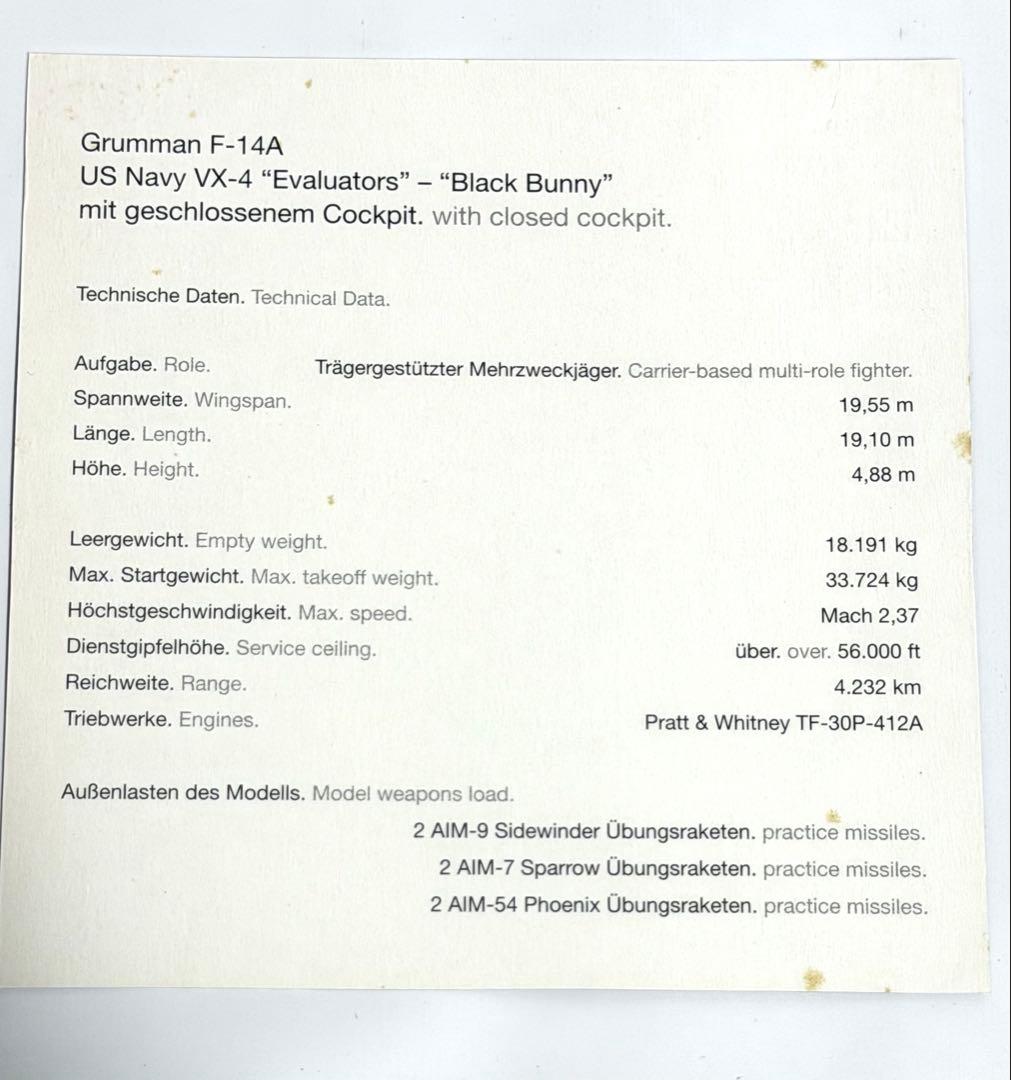 Grumman F-14A
US Navy VX-4 “Evaluators” – “Black Bunny”
mit geschlossenem Cockpit. with closed cockpit.
Technische Daten. Technical Data.
Aufgabe. Role. Trägergestützter Mehrzweckjäger. Carrier-based multi-role fighter.
Spannweite. Wingspan. 19,55 m
Länge. Length. 19,10 m
Höhe. Height. 4,88 m
Leergewicht. Empty weight. 18.191 kg
Max. Startgewicht. Max. takeoff weight. 33.724 kg
Höchstgeschwindigkeit. Max. speed. Mach 2,37
Dienstgipfelhöhe. Service ceiling. über. over. 56.000 ft
Reichweite. Range. 4.232 km
Triebwerke. Engines. Pratt & Whitney TF-30P-412A
Außenlasten des Modells. Model weapons load.
2 AIM-9 Sidewinder Übungsraketen. practice missiles.
2 AIM-7 Sparrow Übungsraketen. practice missiles.
2 AIM-54 Phoenix Übungsraketen. practice missiles.